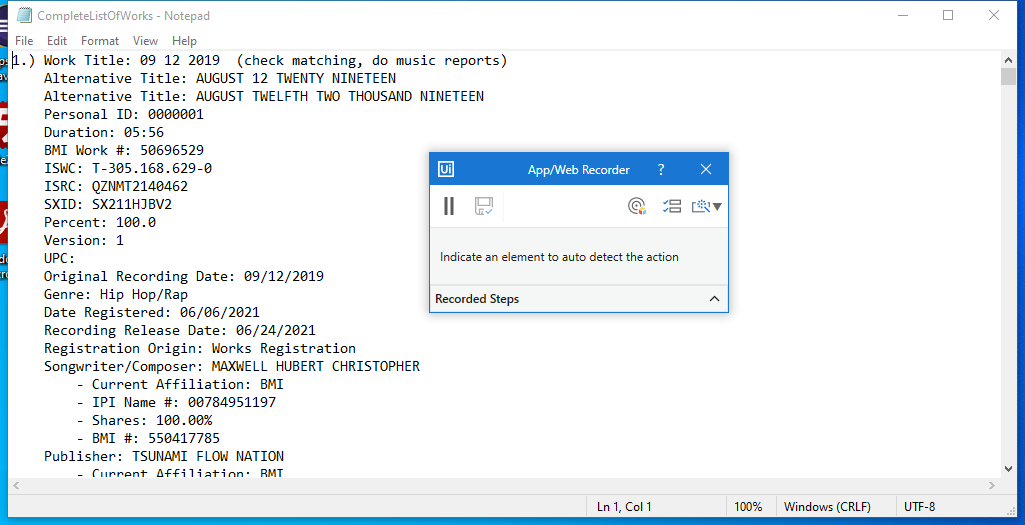 CompleteListOfWorks - Notepad
File Edit Format View Help
1.) Work Title: 09 12 2019 (check matching, do music reports)
Alternative Title: AUGUST 12 TWENTY NINETEEN
Alternative Title: AUGUST TWELFTH TWO THOUSAND NINETEEN
Personal ID: 0000001
Duration: 05:56
BMI Work #: 50696529
ISWC: T-305.168.629-0
ISRC: QZNMT2140462
SXID: SX211HJBV2
Percent: 100.0
Version: 1
UPC:
Original Recording Date: 09/12/2019
Genre: Hip Hop/Rap
Date Registered: 06/06/2021
Recording Release Date: 06/24/2021
Registration Origin: Works Registration
Songwriter/Composer: MAXWELL HUBERT CHRISTOPHER
- Current Affiliation: BMI
- IPI Name #: 00784951197
- Shares: 100.00%
- BMI #: 550417785
Publisher: TSUNAMI FLOW NATION
- Current Affiliation: BMI
Ui App/Web Recorder ?
Indicate an element to auto detect the action
Recorded Steps
Ln 1, Col 1 100% Windows (CRLF) UTF-8